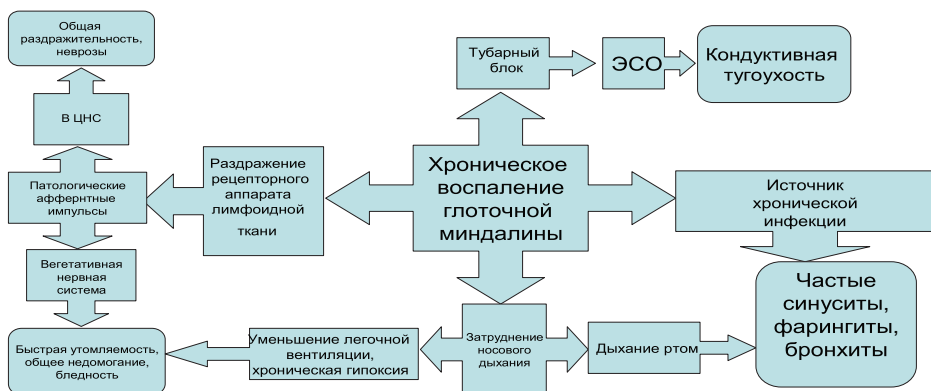 Общая
раздражительность,
неврозы
Тубарный
блок
ЭСО
Кондуктивная
тугоухость
В ЦНС
Раздражение
рецепторного
аппарата
лимфоидной
ткани
Хроническое
воспаление
глоточной
миндалины
Патологические
аффернтные
импульсы
Источник
хронической
инфекции
Вегетативная
нервная
система
Частые
синуситы,
фарингиты,
бронхиты
Быстрая утомляемость,
общее недомогание,
бледность
Уменьшение легочной
вентиляции,
хроническая гипоксия
Затруднение
носового
дыхания
Дыхание ртом